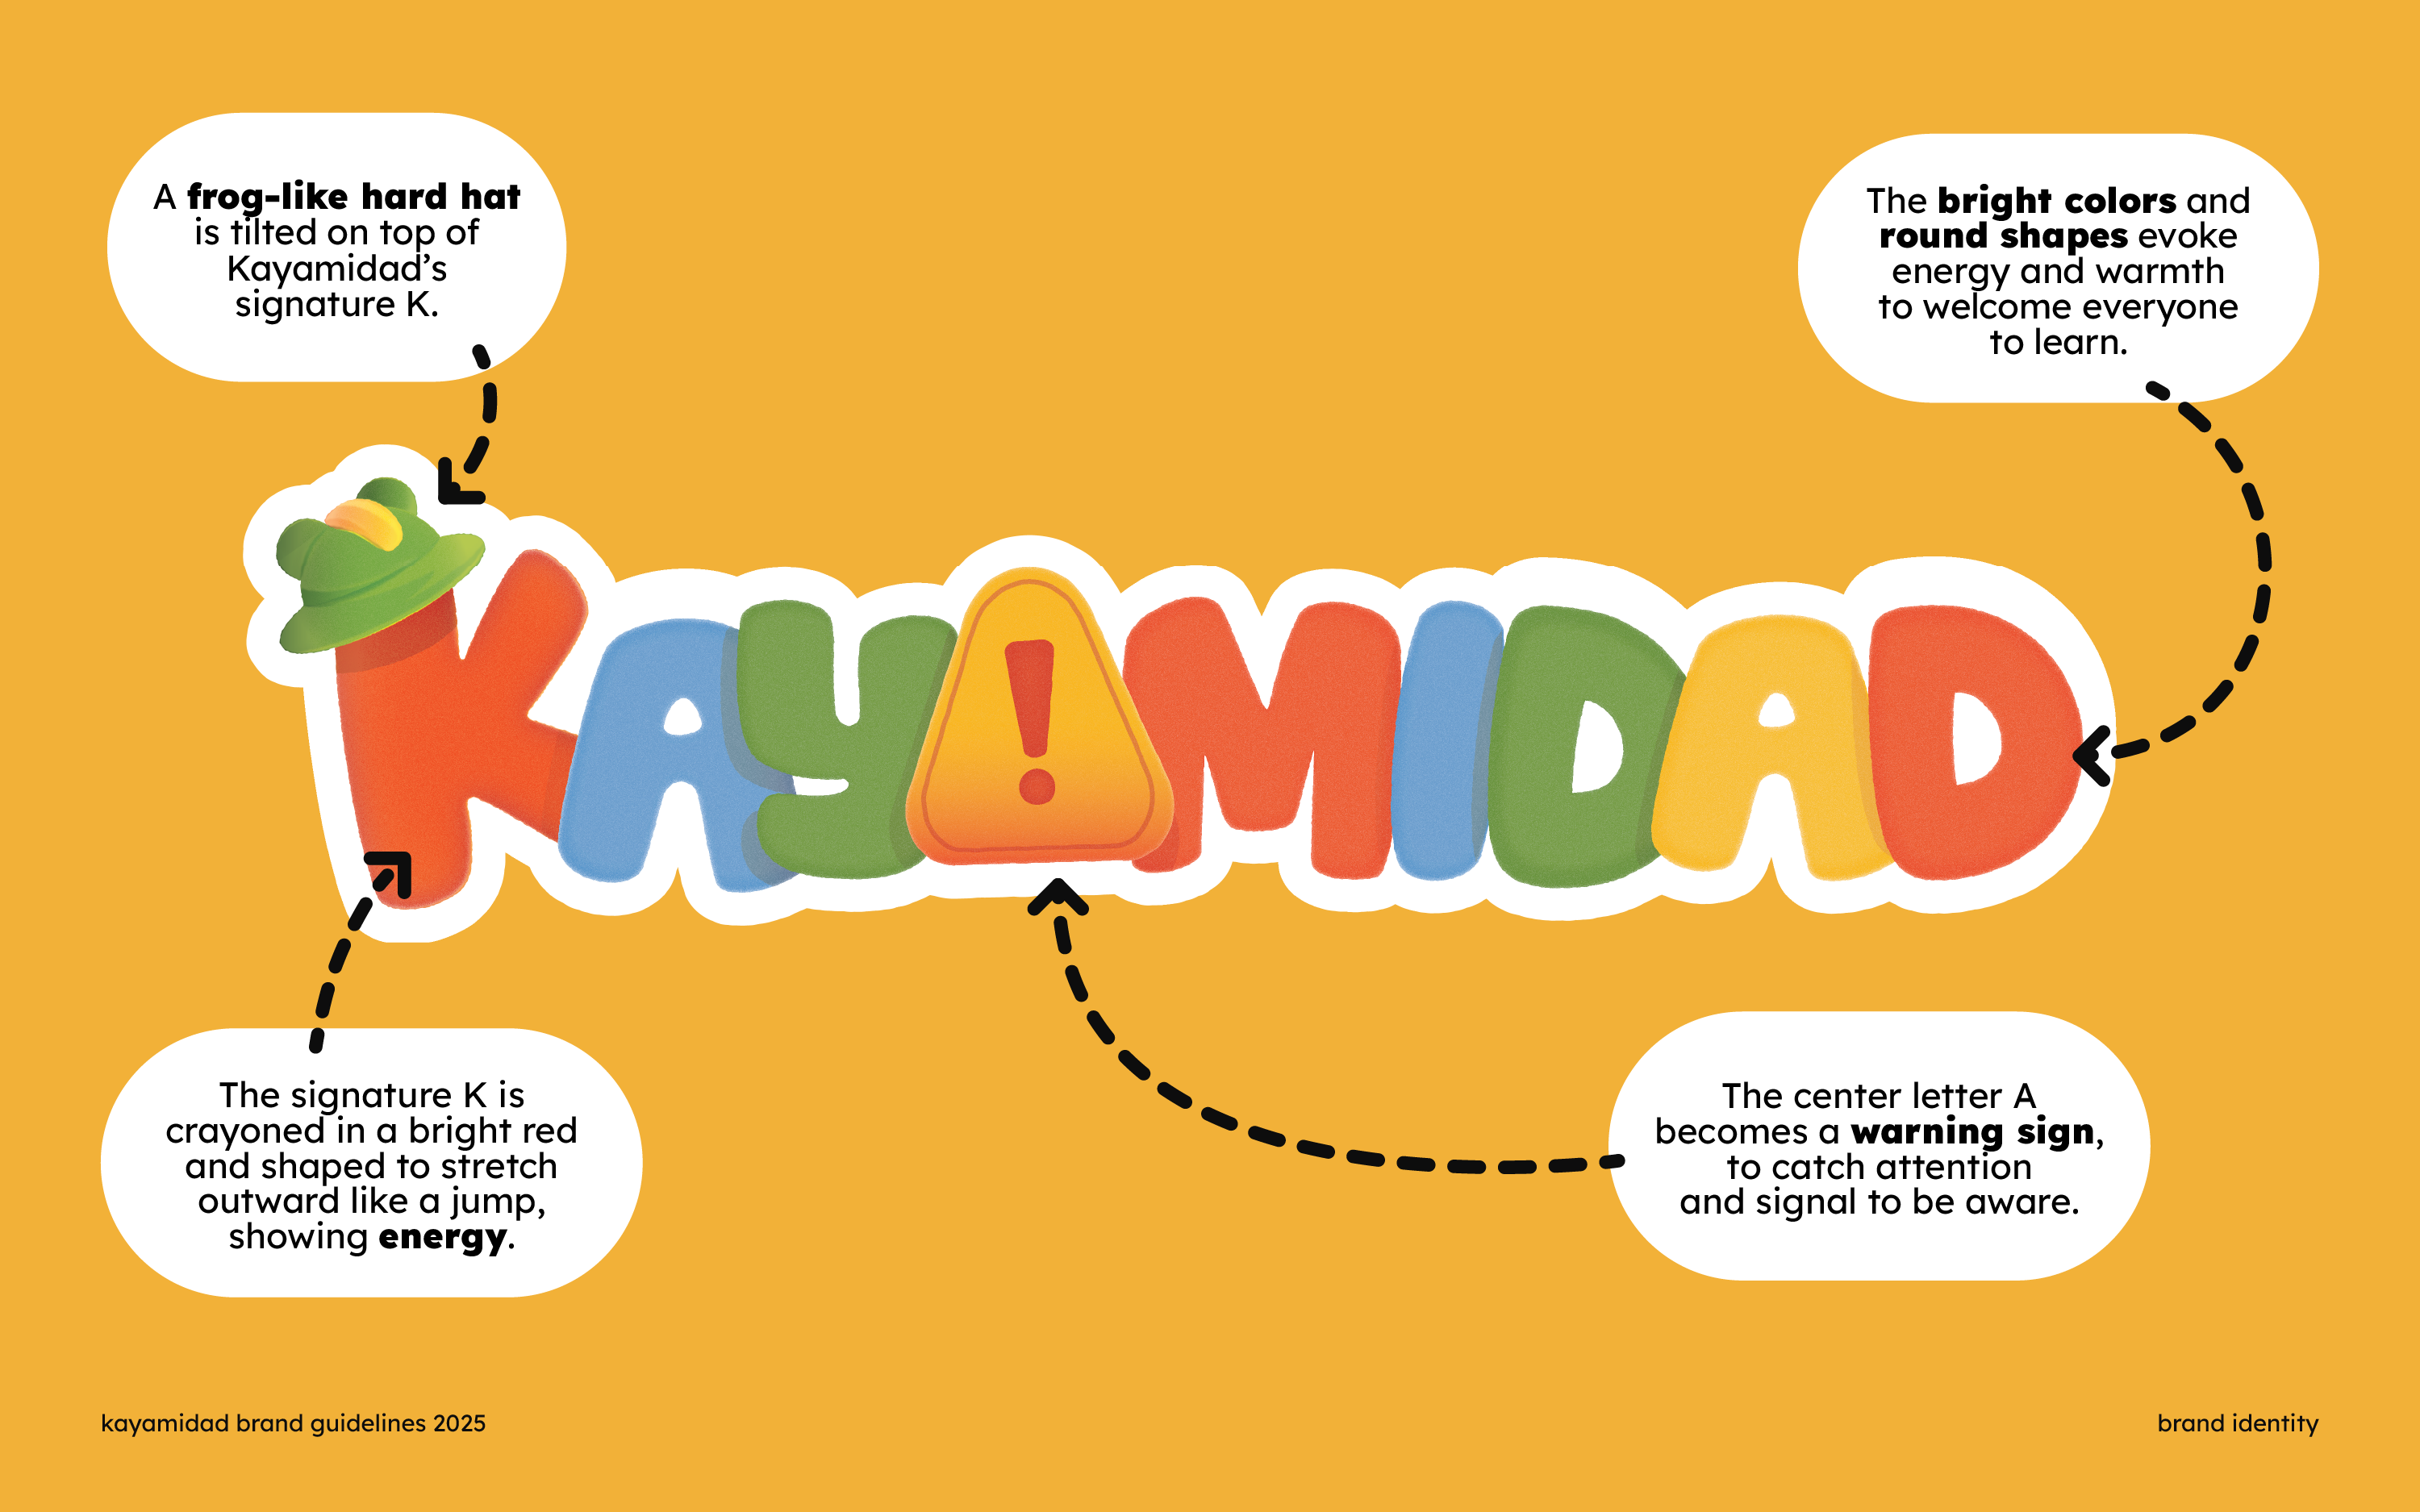 A frog-like hard hat
is tilted on top of
Kayamidad’s
signature K.
The bright colors and
round shapes evoke
energy and warmth
to welcome everyone
to learn.
KAY!MIDAD
The signature K is
crayoned in a bright red
and shaped to stretch
outward like a jump,
showing energy.
The center letter A
becomes a warning sign,
to catch attention
and signal to be aware.
kayamidad brand guidelines 2025
brand identity